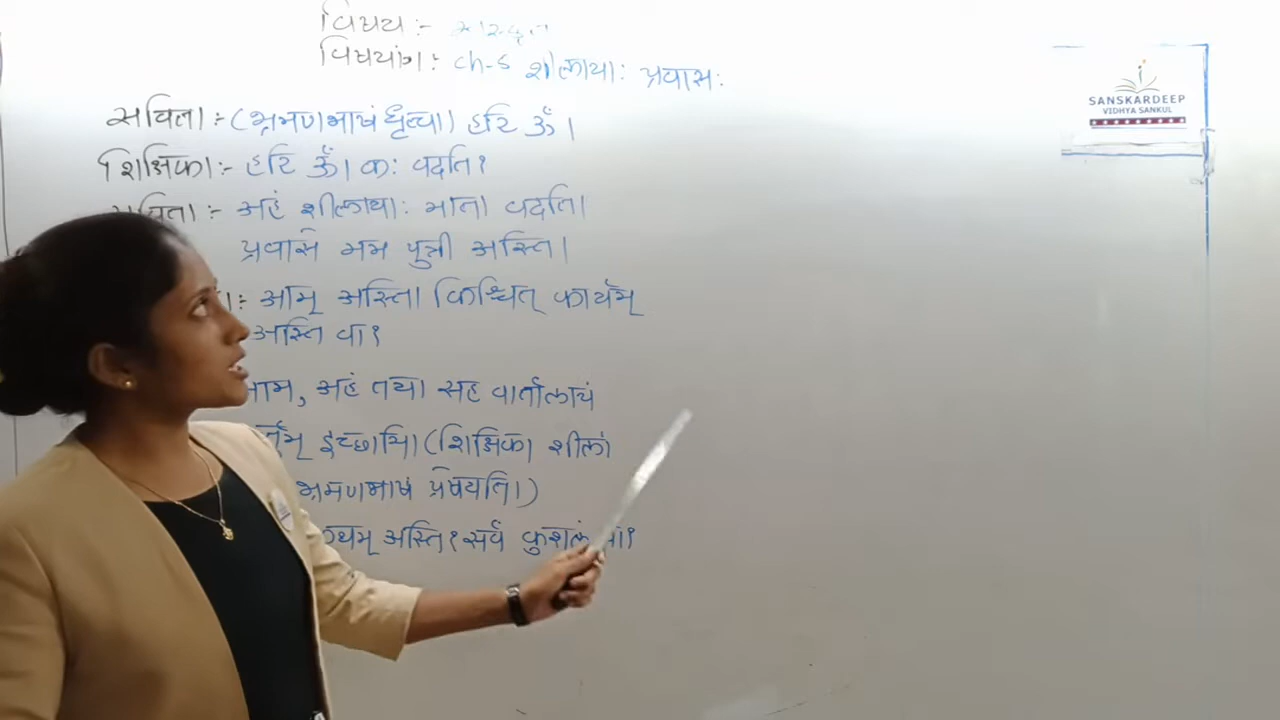 विषय :- संस्कृत
विषयांग : ch-5 शीलायाः प्रवासः
SANSKARDEEP
VIDHYA SANKUL
सविता :- (भ्रमणभाषं धृत्वा) हरि ॐ।
शिक्षिका :- हरि ॐ। कः वदति?
सविता :- अहं शीलायाः माता वदामि।
प्रवासे मम पुत्री अस्ति।
आम् अस्ति। किञ्चित् कार्यम्
अस्ति वा?
आम, अहं तया सह वार्तालापं
इच्छामि। (शिक्षिका शीलां
भ्रमणभाषं प्रेषयति।)
अस्ति? सर्वं कुशलं वा?